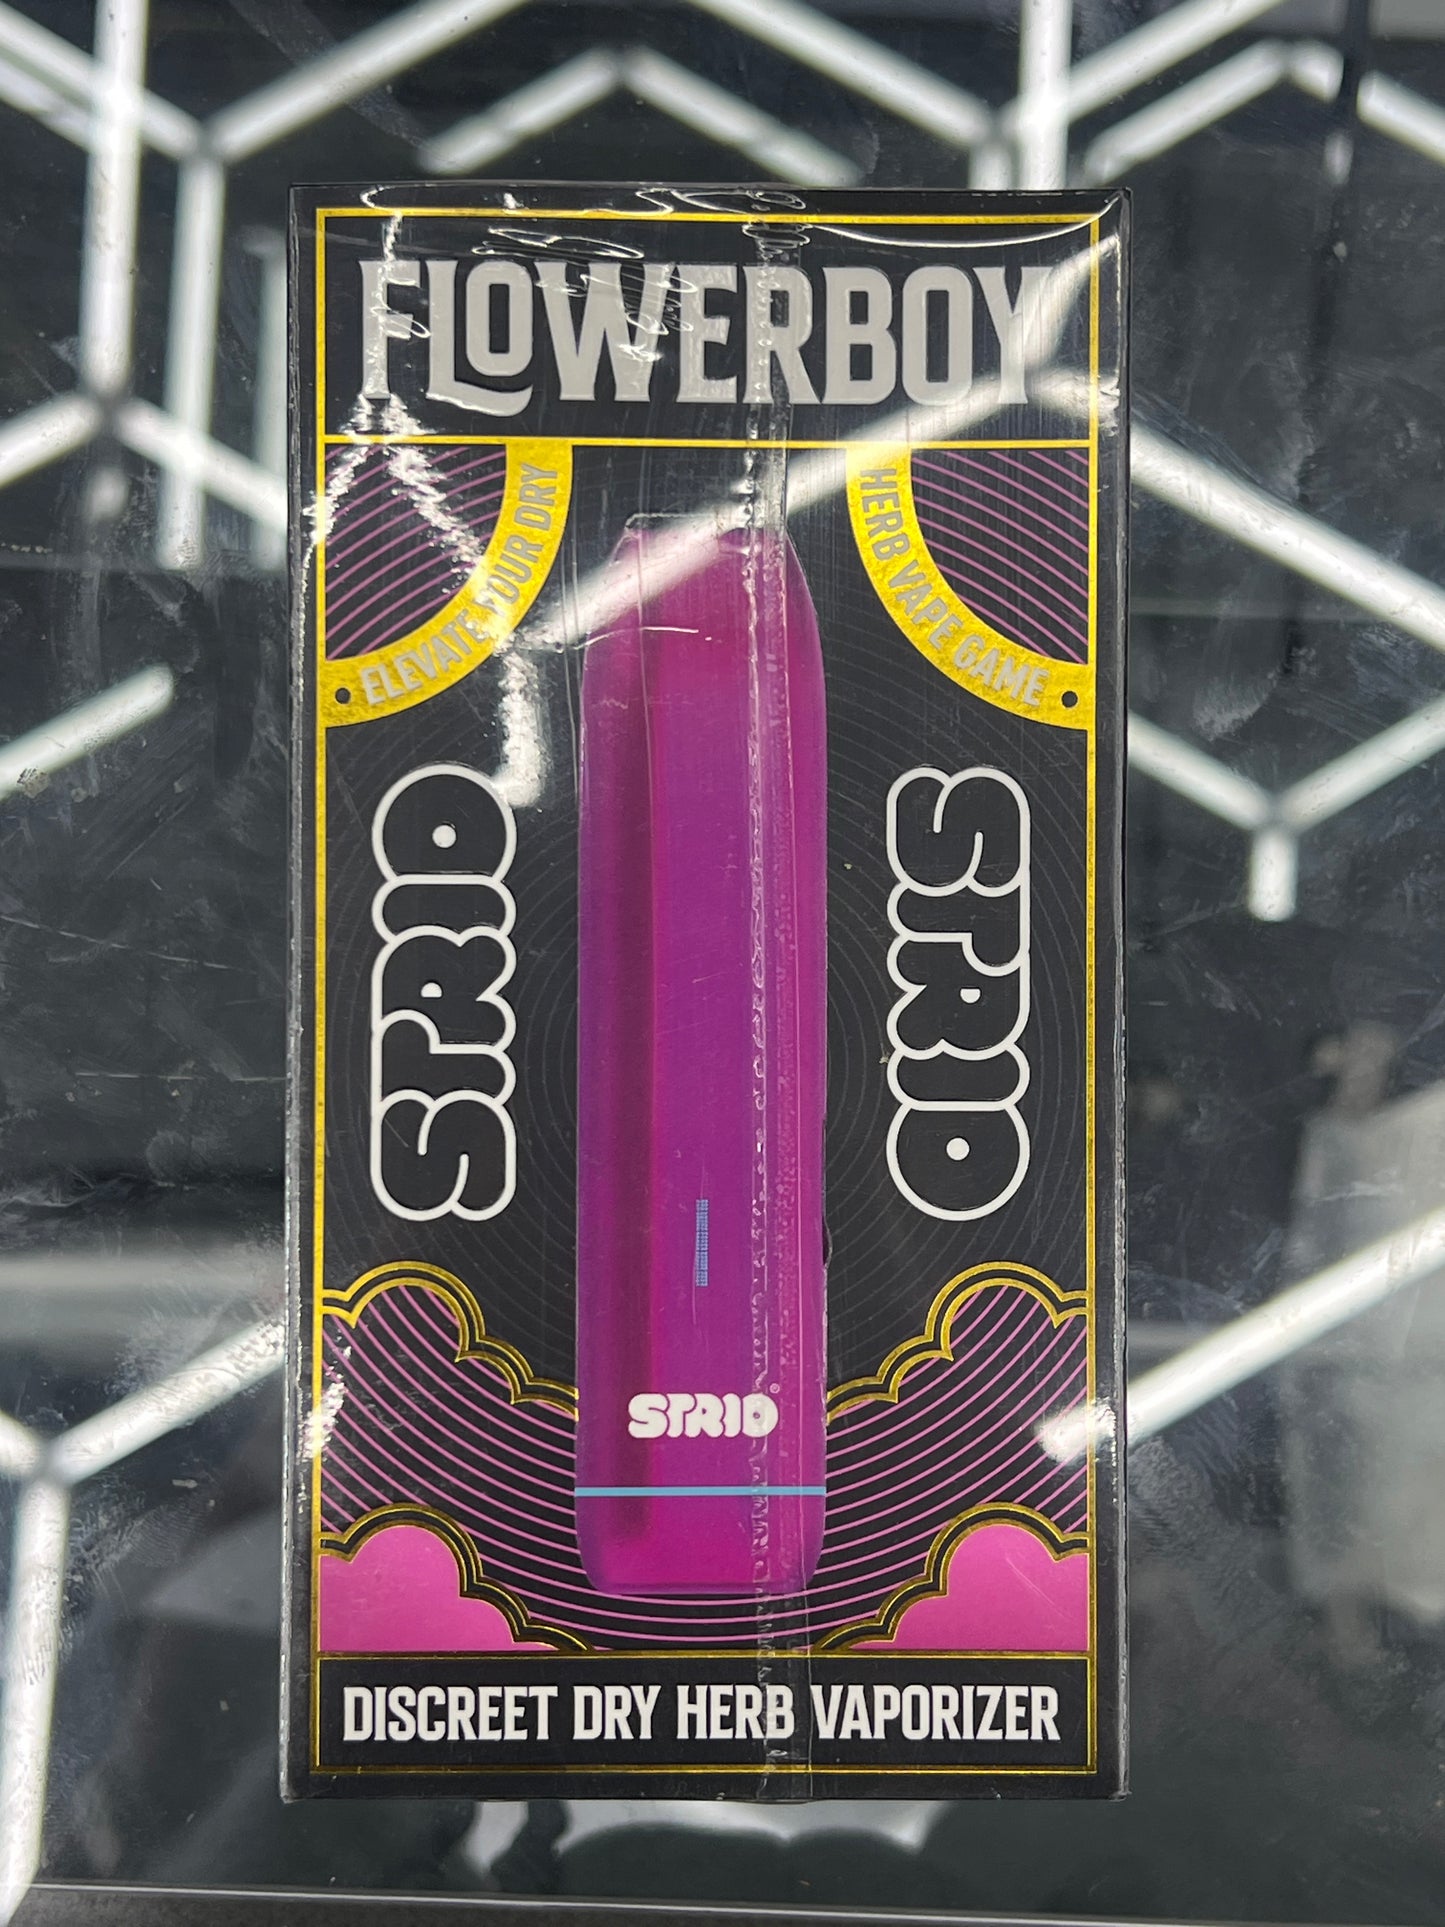 FLOWERBOY
ELEVATE YOUR DRY
HERB VAPE GAME
STRIO
STRIO
STRIO®
DISCREET DRY HERB VAPORIZER